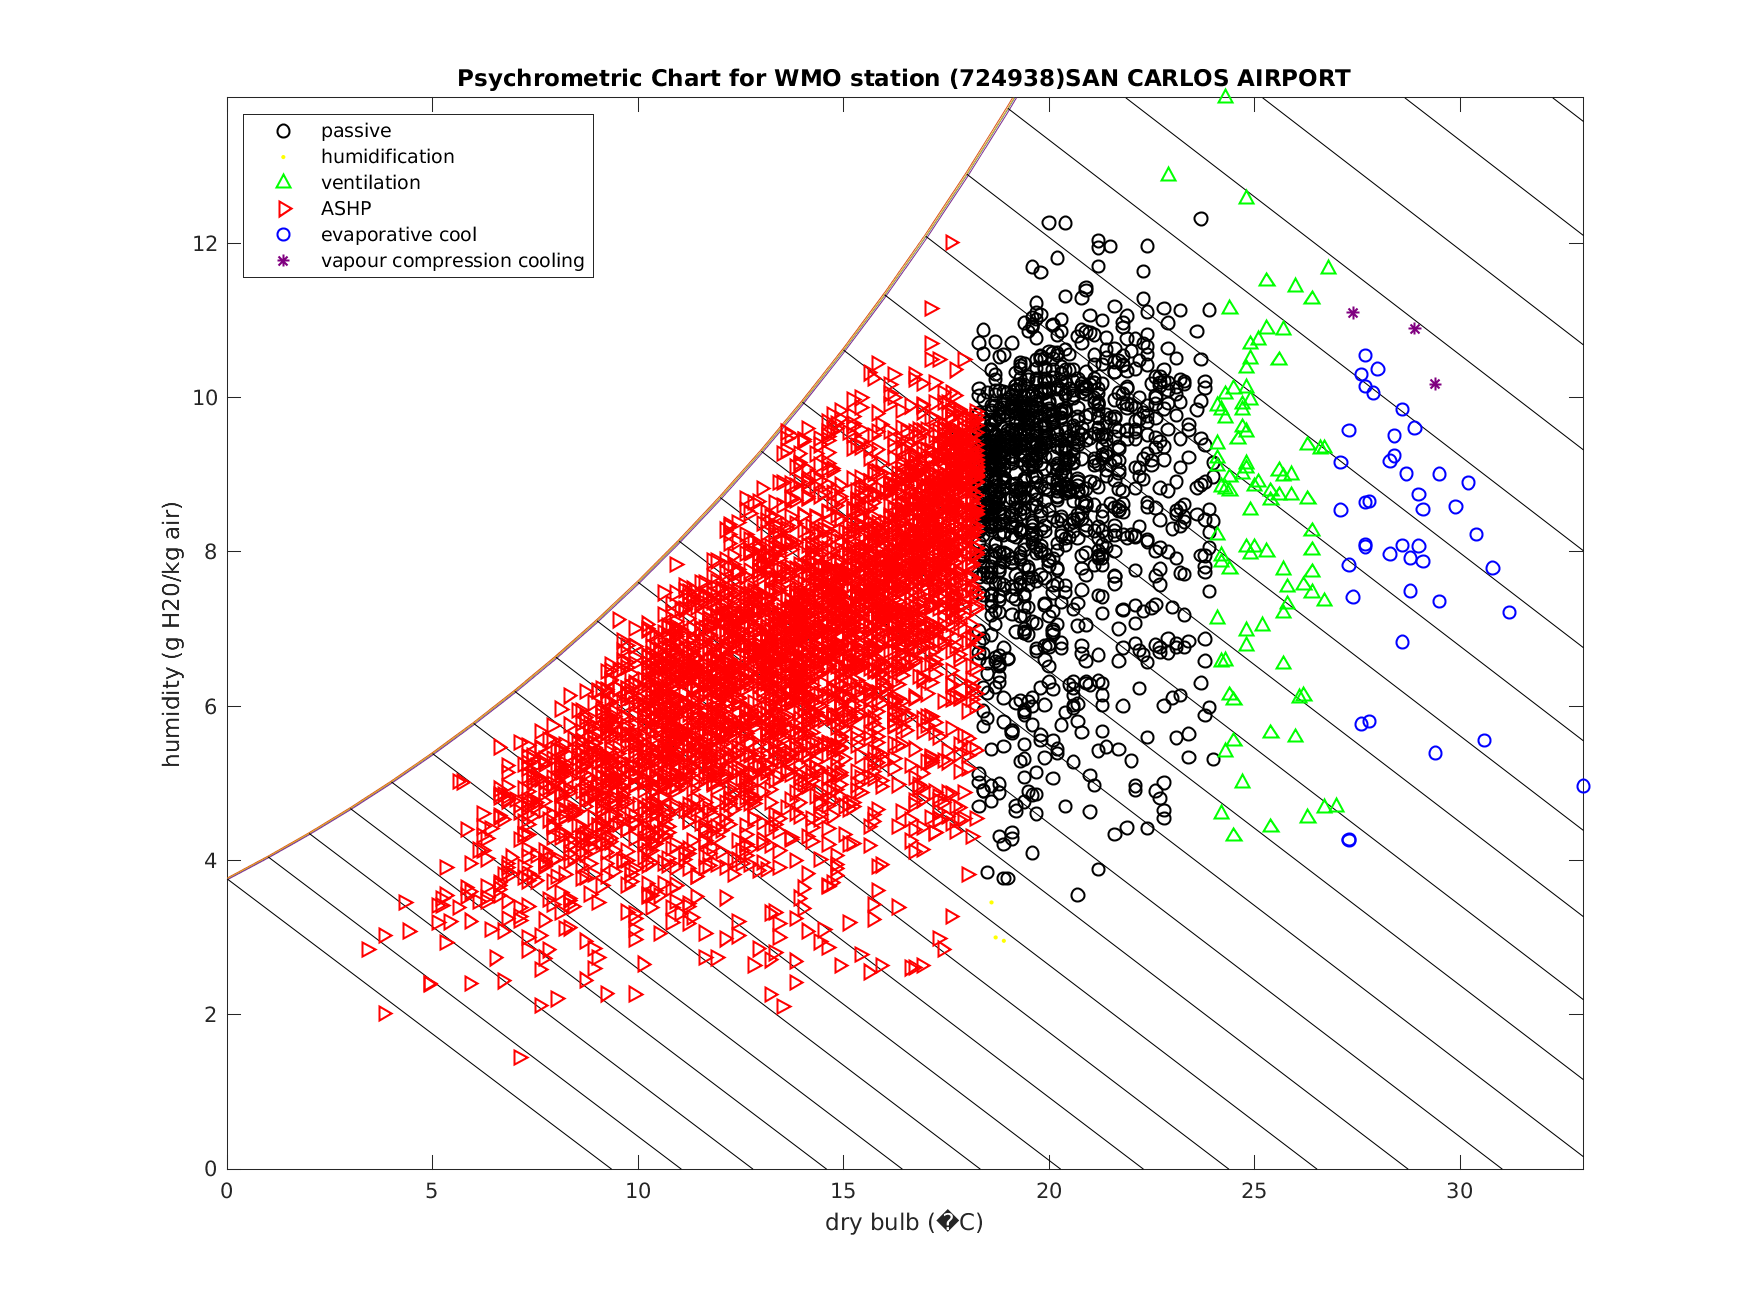 Psychrometric Chart for WMO station (724938)SAN CARLOS AIRPORT
passive
humidification
ventilation
ASHP
evaporative cool
vapour compression cooling
humidity (g H20/kg air)
12
10
8
6
4
2
0
0 5 10 15 20 25 30
dry bulb (�C)